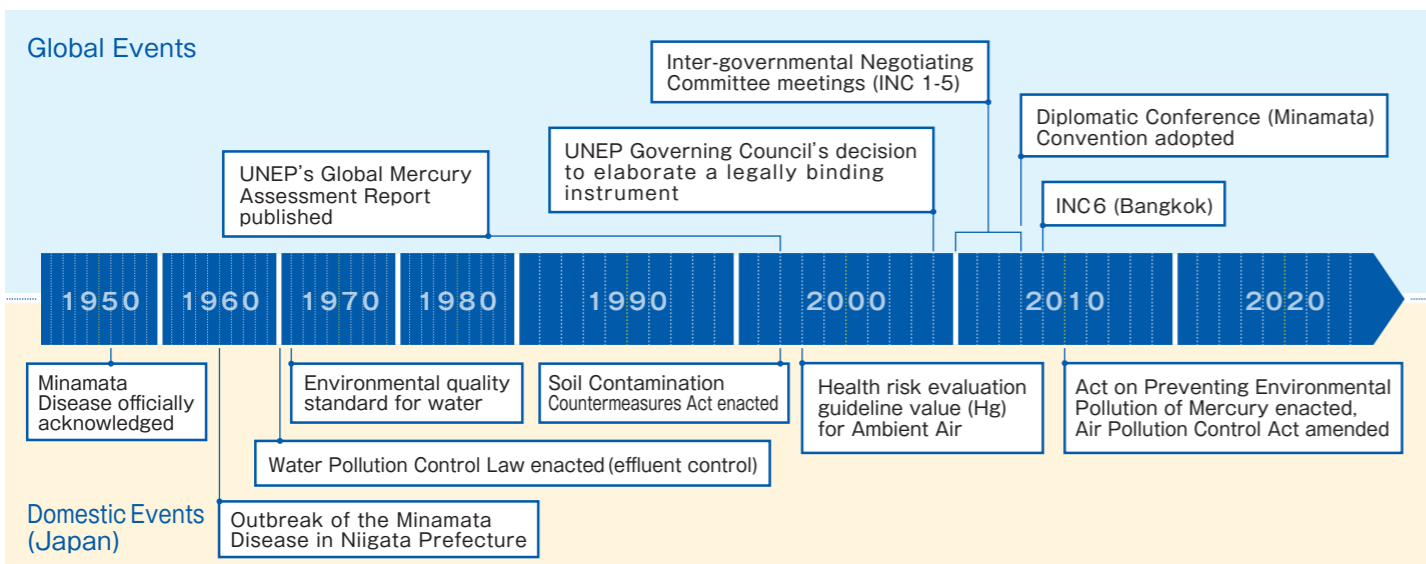 Global Events
Inter-governmental Negotiating
Committee meetings (INC 1-5)
Diplomatic Conference (Minamata)
Convention adopted
UNEP Governing Council's decision
to elaborate a legally binding
instrument
UNEP's Global Mercury
Assessment Report
published
INC6 (Bangkok)
1950 1960 1970 1980 1990 2000 2010 2020
Minamata
Disease officially
acknowledged
Environmental quality
standard for water
Soil Contamination
Countermeasures Act enacted
Health risk evaluation
guideline value (Hg)
for Ambient Air
Act on Preventing Environmental
Pollution of Mercury enacted,
Air Pollution Control Act amended
Water Pollution Control Law enacted (effluent control)
Domestic Events
(Japan)
Outbreak of the Minamata
Disease in Niigata Prefecture